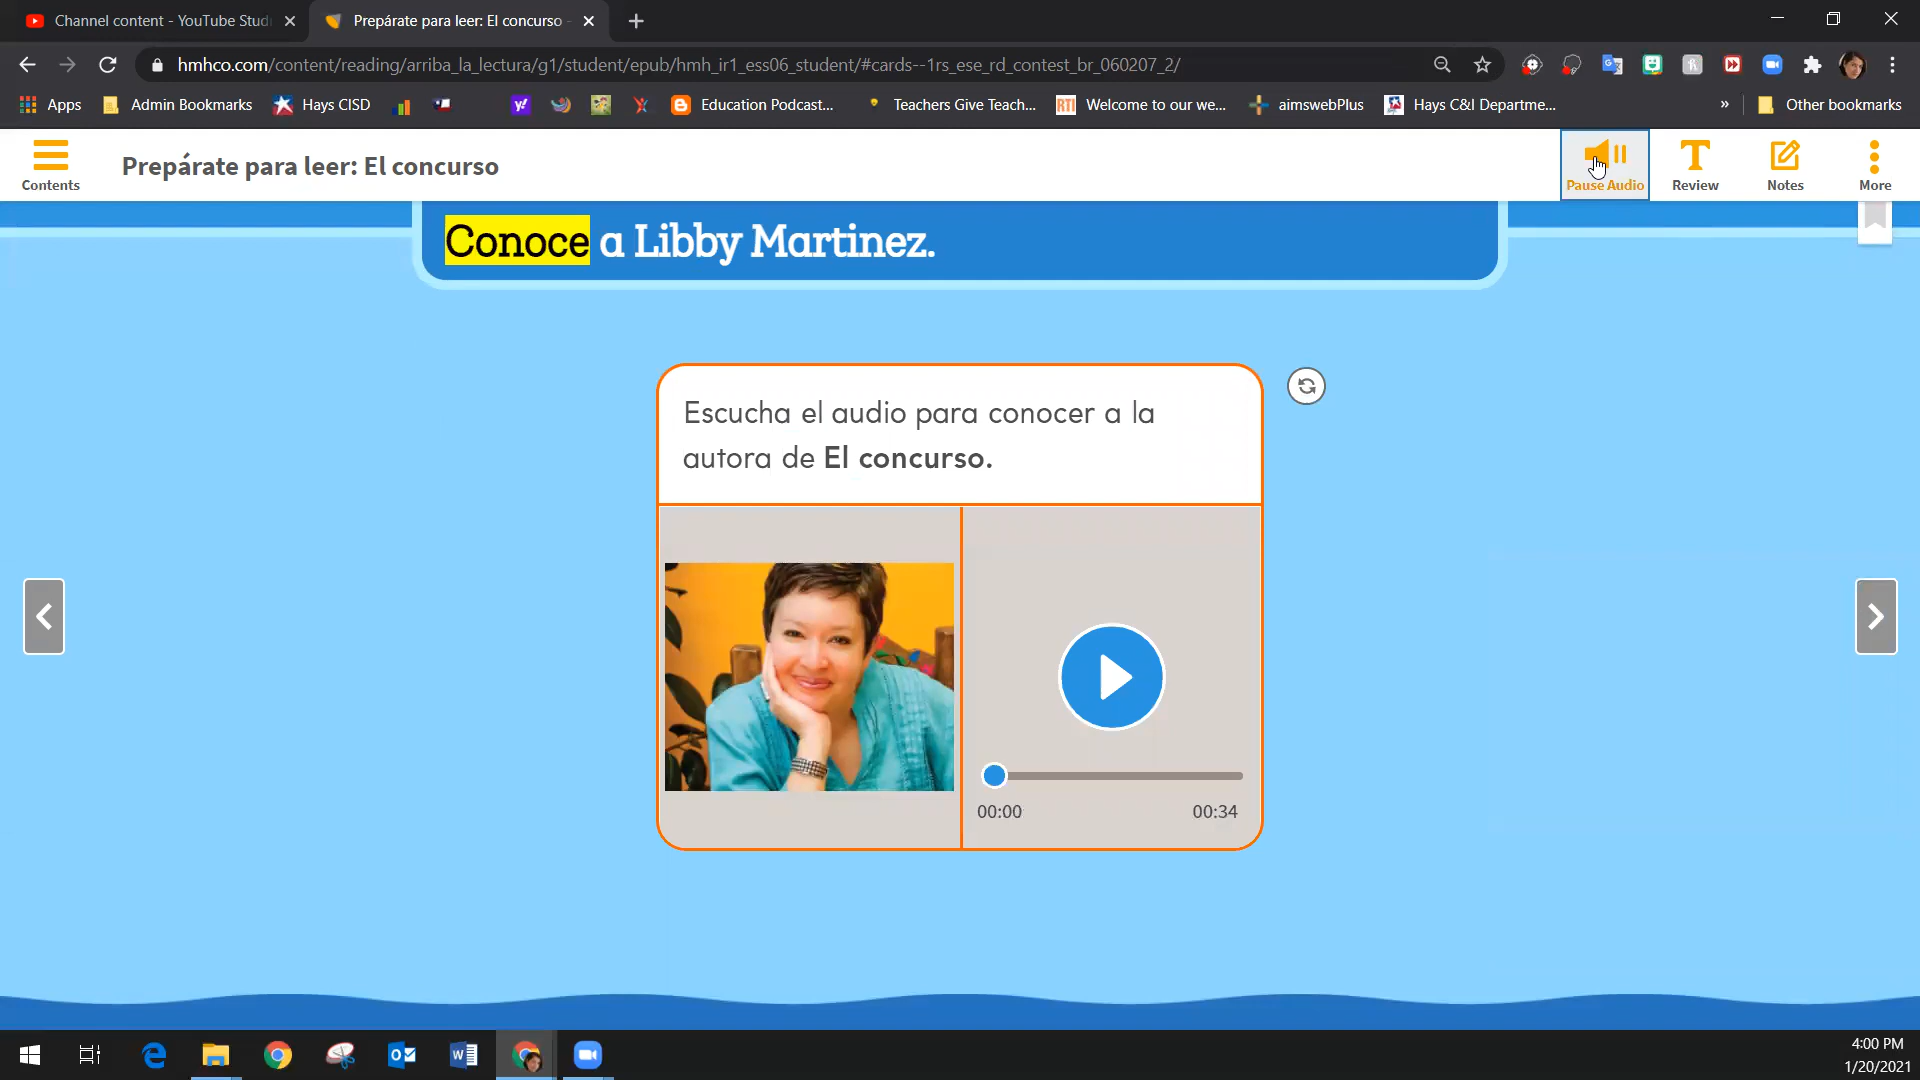 Channel content - YouTube Stud
Prepárate para leer: El concurso -
hmhco.com/content/reading/arriba_la_lectura/g1/student/epub/hmh_ir1_ess06_student/#cards--1rs_ese_rd_contest_br_060207_2/
Apps
Admin Bookmarks
Hays CISD
Education Podcast...
Teachers Give Teach...
RTI
Welcome to our we...
aimswebPlus
Hays C&I Departme...
»
Other bookmarks
Contents
Prepárate para leer: El concurso
Pause Audio
Review
Notes
More
Conoce a Libby Martinez.
Escucha el audio para conocer a la
autora de El concurso.
00:00
00:34
4:00 PM
1/20/2021